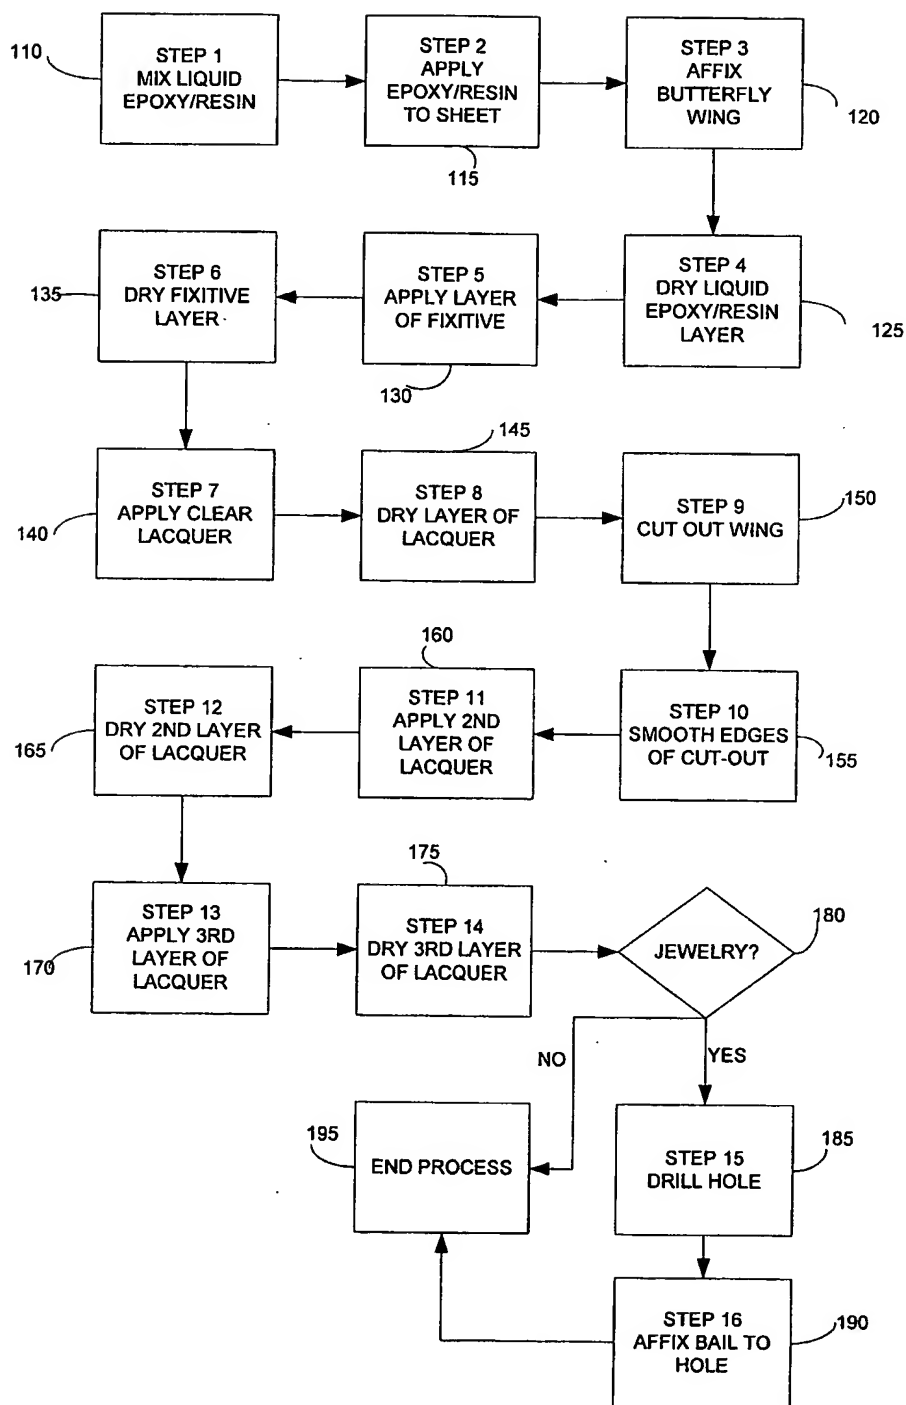 110
STEP 1
MIX LIQUID
EPOXY/RESIN
STEP 2
APPLY
EPOXY/RESIN
TO SHEET
115
STEP 3
AFFIX
BUTTERFLY
WING
120
STEP 4
DRY LIQUID
EPOXY/RESIN
LAYER
125
STEP 5
APPLY LAYER
OF FIXITIVE
130
STEP 6
DRY FIXITIVE
LAYER
135
STEP 7
APPLY CLEAR
LACQUER
140
145
STEP 8
DRY LAYER OF
LACQUER
STEP 9
CUT OUT WING
150
STEP 10
SMOOTH EDGES
OF CUT-OUT
155
160
STEP 11
APPLY 2ND
LAYER OF
LACQUER
STEP 12
DRY 2ND LAYER
OF LACQUER
165
STEP 13
APPLY 3RD
LAYER OF
LACQUER
170
175
STEP 14
DRY 3RD LAYER
OF LACQUER
JEWELRY?
180
NO
YES
STEP 15
DRILL HOLE
185
STEP 16
AFFIX BAIL TO
HOLE
190
195
END PROCESS